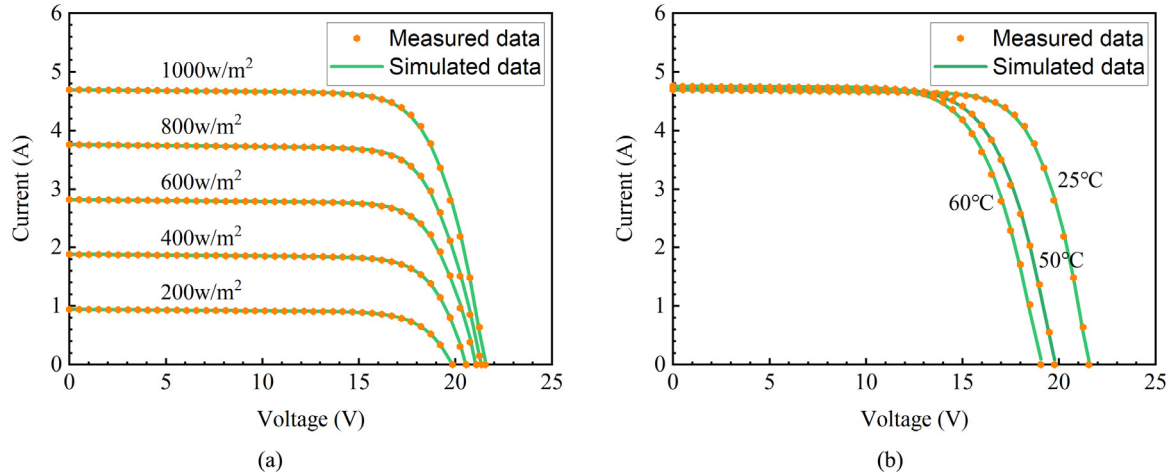 6
5
4
3
2
1
0
Current (A)
Measured data
Simulated data
1000w/m²
800w/m²
600w/m²
400w/m²
200w/m²
0 5 10 15 20 25
Voltage (V)
(a)
6
5
4
3
2
1
0
Current (A)
Measured data
Simulated data
25℃
60℃
50℃
0 5 10 15 20 25
Voltage (V)
(b)